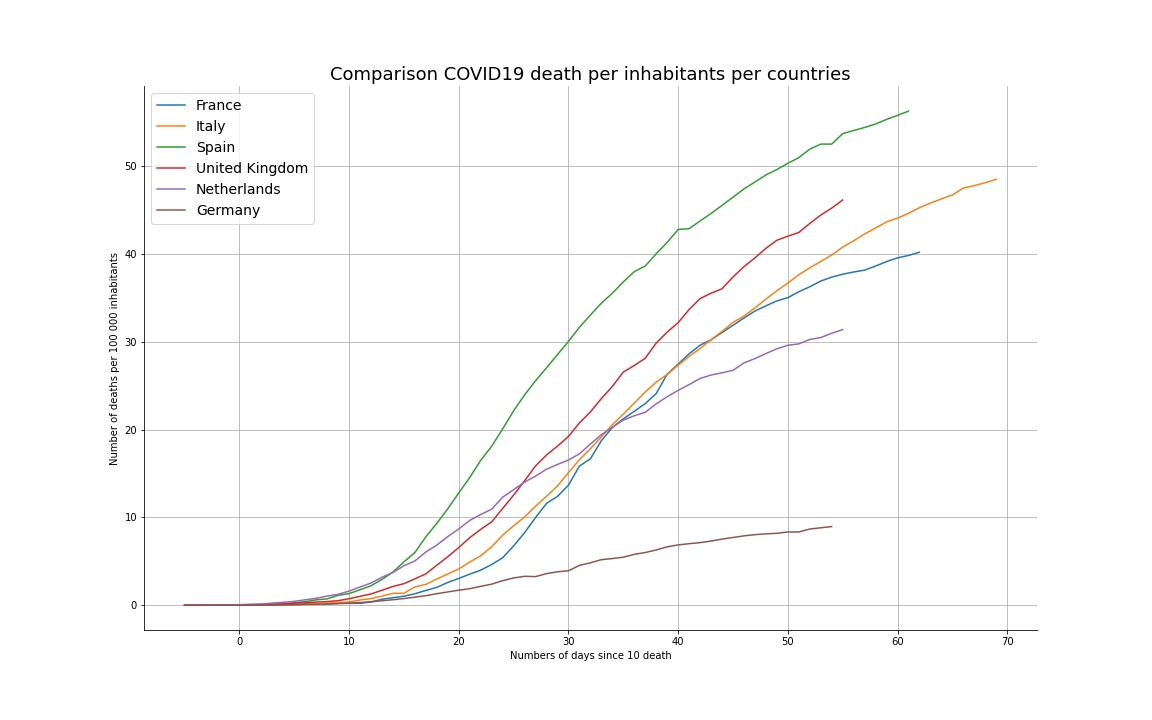 Comparison COVID19 death per inhabitants per countries
France
Italy
Spain
United Kingdom
Netherlands
Germany
Number of deaths per 100 000 inhabitants
50
40
30
20
10
0
0 10 20 30 40 50 60 70
Numbers of days since 10 death